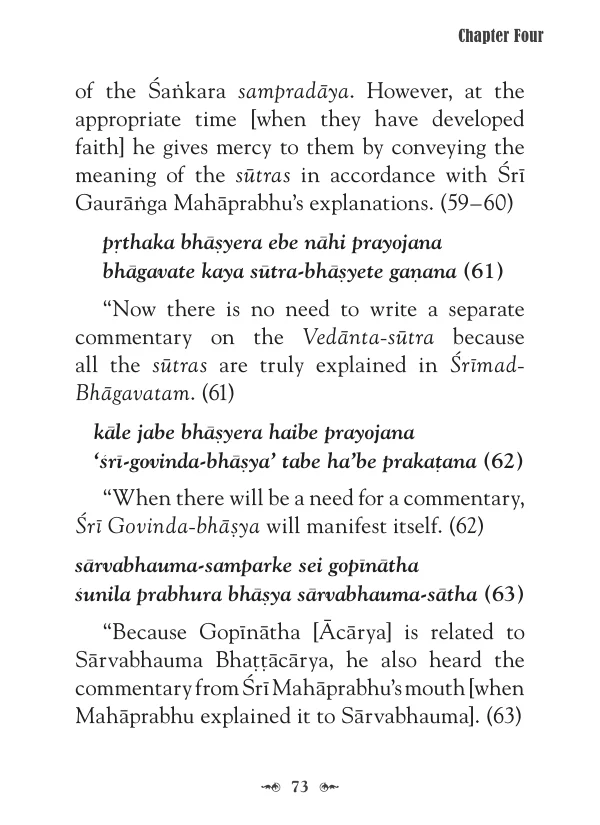 Chapter Four
of the Śaṅkara sampradāya. However, at the
appropriate time [when they have developed
faith] he gives mercy to them by conveying the
meaning of the sūtras in accordance with Śrī
Gaurāṅga Mahāprabhu’s explanations. (59–60)
pṛthaka bhāṣyera ebe nāhi prayojana
bhāgavate kaya sūtra-bhāṣyete gaṇana (61)
“Now there is no need to write a separate
commentary on the Vedānta-sūtra because
all the sūtras are truly explained in Śrīmad-
Bhāgavatam. (61)
kāle jabe bhāṣyera haibe prayojana
‘śrī-govinda-bhāṣya’ tabe ha’be prakaṭana (62)
“When there will be a need for a commentary,
Śrī Govinda-bhāṣya will manifest itself. (62)
sārvabhauma-samparke sei gopīnātha
śunila prabhura bhāṣya sārvabhauma-sātha (63)
“Because Gopīnātha [Ācārya] is related to
Sārvabhauma Bhaṭṭācārya, he also heard the
commentary from Śrī Mahāprabhu’s mouth [when
Mahāprabhu explained it to Sārvabhauma]. (63)
73